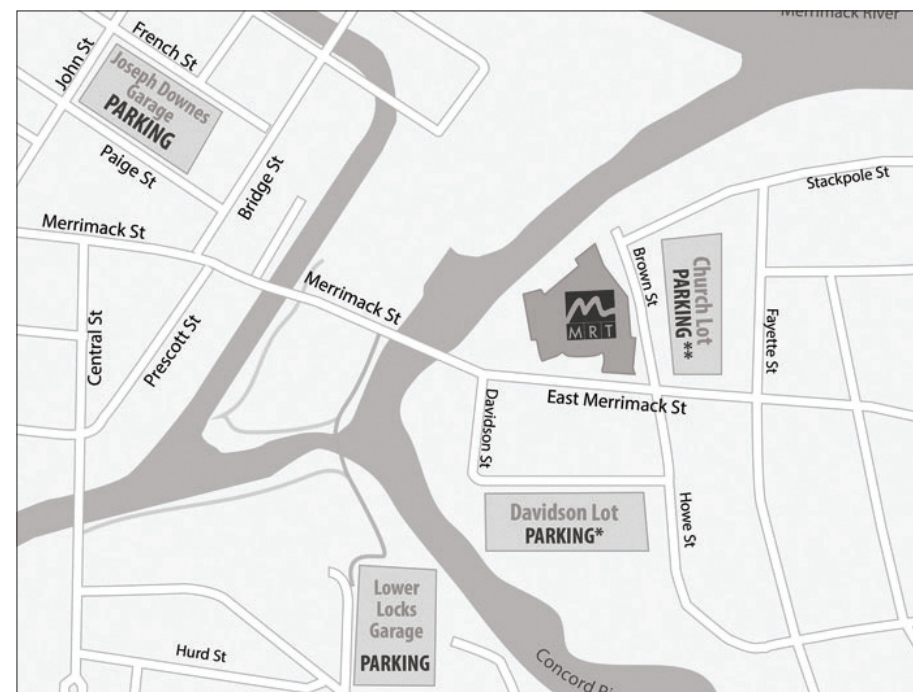 Merrimack River
French St
John St
Joseph Downes
Garage
PARKING
Paige St
Bridge St
Stackpole St
Merrimack St
Merrimack St
Brown St
Church Lot
PARKING**
MRT
Central St
Prescott St
Fayette St
East Merrimack St
Davidson St
Davidson Lot
PARKING*
Howe St
Lower
Locks
Garage
PARKING
Hurd St
Concord